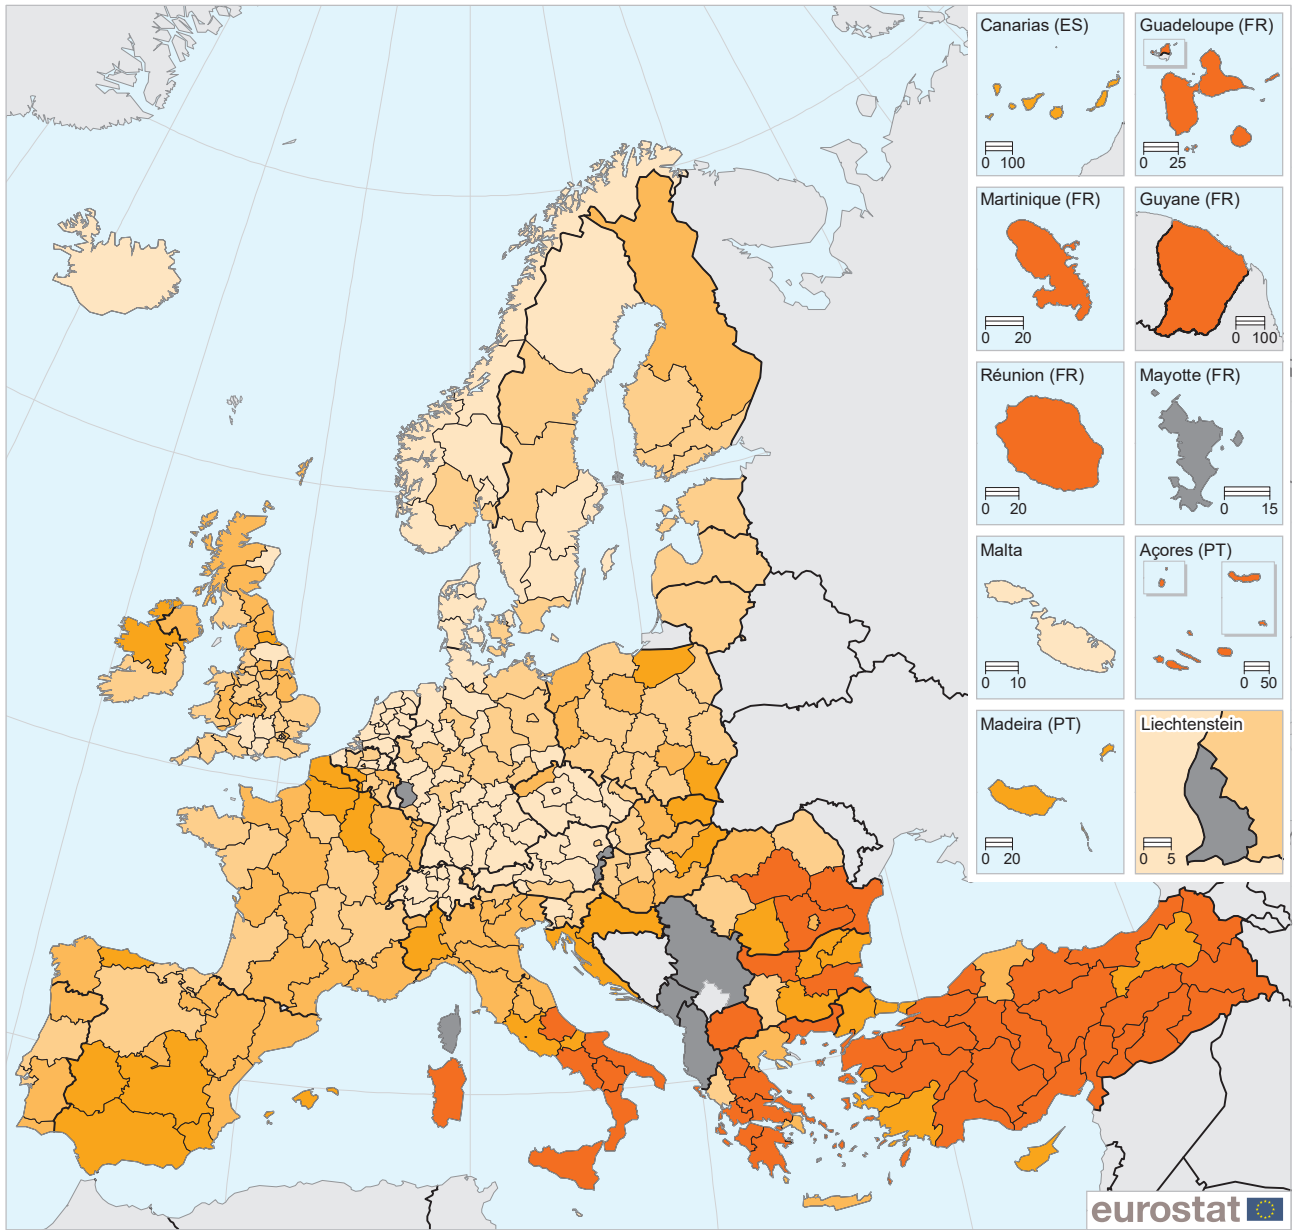 Canarias (ES)
0 100
Guadeloupe (FR)
0 25
Martinique (FR)
0 20
Guyane (FR)
0 100
Réunion (FR)
0 20
Mayotte (FR)
0 15
Malta
0 10
Açores (PT)
0 50
Madeira (PT)
0 20
Liechtenstein
0 5
eurostat